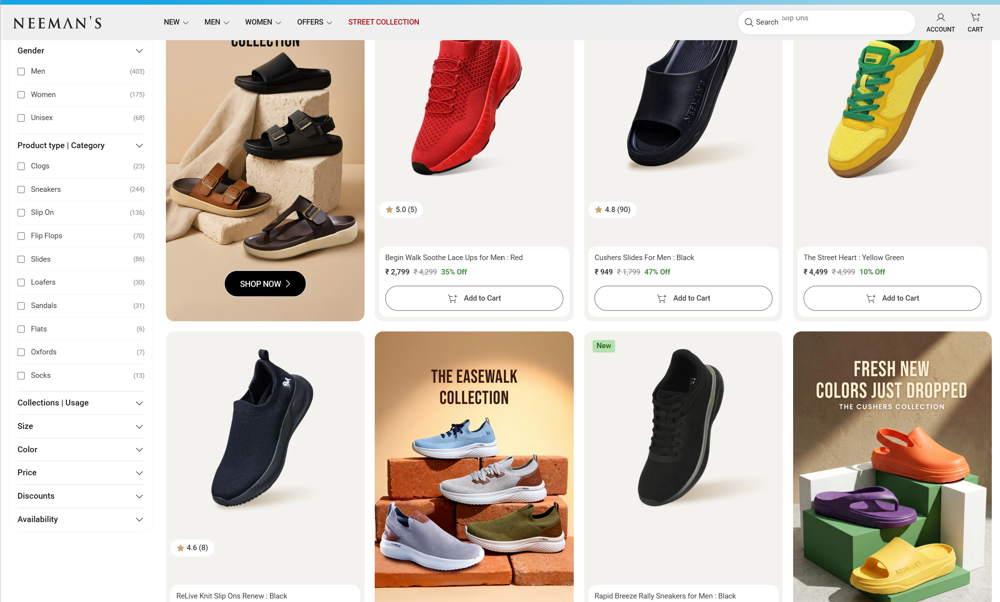 NEEMAN'S
NEW
MEN
WOMEN
OFFERS
STREET COLLECTION
Search Slip Ons
ACCOUNT
CART
Gender
Men (403)
Women (175)
Unisex (68)
Product type | Category
Clogs (23)
Sneakers (244)
Slip On (136)
Flip Flops (70)
Slides (86)
Loafers (30)
Sandals (31)
Flats (6)
Oxfords (7)
Socks (13)
Collections | Usage
Size
Color
Price
Discounts
Availability
COLLECTION
SHOP NOW
5.0 (5)
Begin Walk Soothe Lace Ups for Men : Red
₹ 2,799 ₹ 4,299 35% Off
Add to Cart
NEEMAN'S
4.8 (90)
Cushers Slides For Men : Black
₹ 949 ₹ 1,799 47% Off
Add to Cart
NEEMAN'S
CLASSIC
The Street Heart : Yellow Green
₹ 4,499 ₹ 4,999 10% Off
Add to Cart
4.6 (8)
ReLive Knit Slip Ons Renew : Black
THE EASEWALK
COLLECTION
New
Rapid Breeze Rally Sneakers for Men : Black
FRESH NEW
COLORS JUST DROPPED
THE CUSHERS COLLECTION
NEEMAN'S
NEEMAN'S
NEEMAN'S